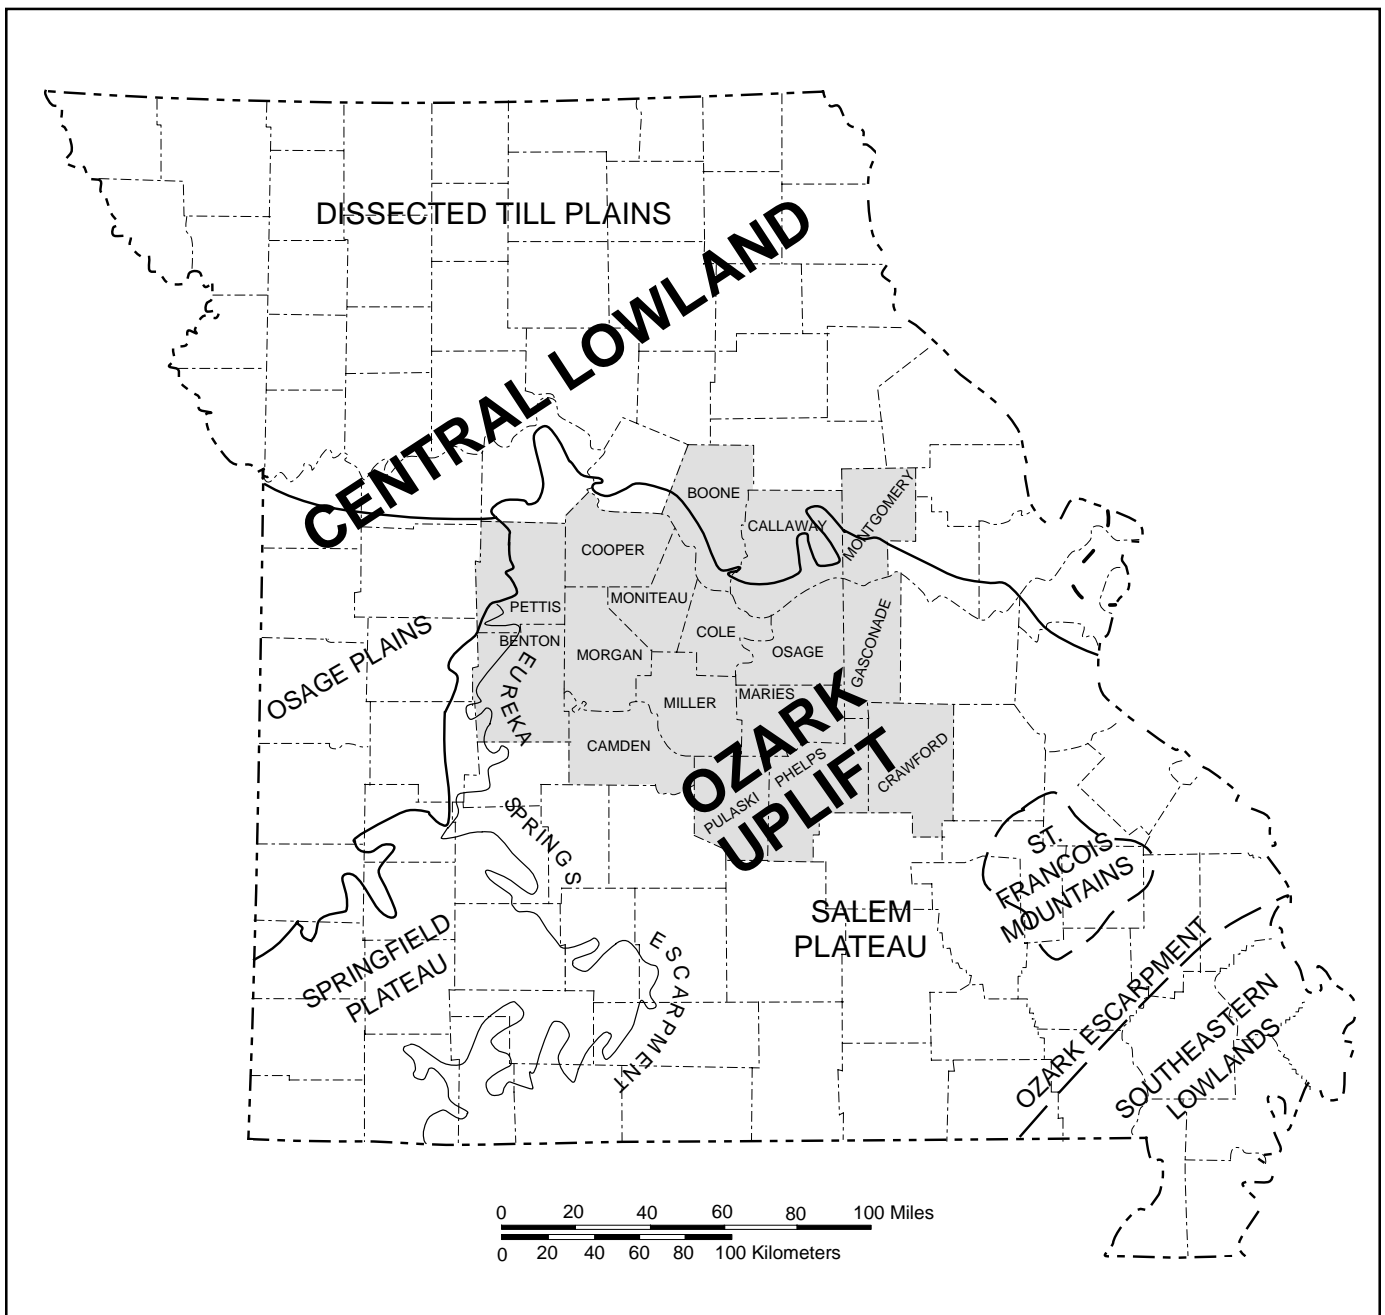 DISSECTED TILL PLAINS
CENTRAL LOWLAND
BOONE
MONTGOMERY
CALLAWAY
COOPER
MONITEAU
PETTIS
COLE
BENTON
OSAGE
GASCONADE
OSAGE PLAINS
MORGAN
MARIES
MILLER
CAMDEN
OZARK
UPLIFT
PHELPS
PULASKI
CRAWFORD
EUREKA
SPRINGS
ESCARPMENT
ST.
FRANCOIS
MOUNTAINS
SALEM
PLATEAU
SPRINGFIELD
PLATEAU
OZARK ESCARPMENT
SOUTHEASTERN
LOWLANDS
0 20 40 60 80 100 Miles
0 20 40 60 80 100 Kilometers